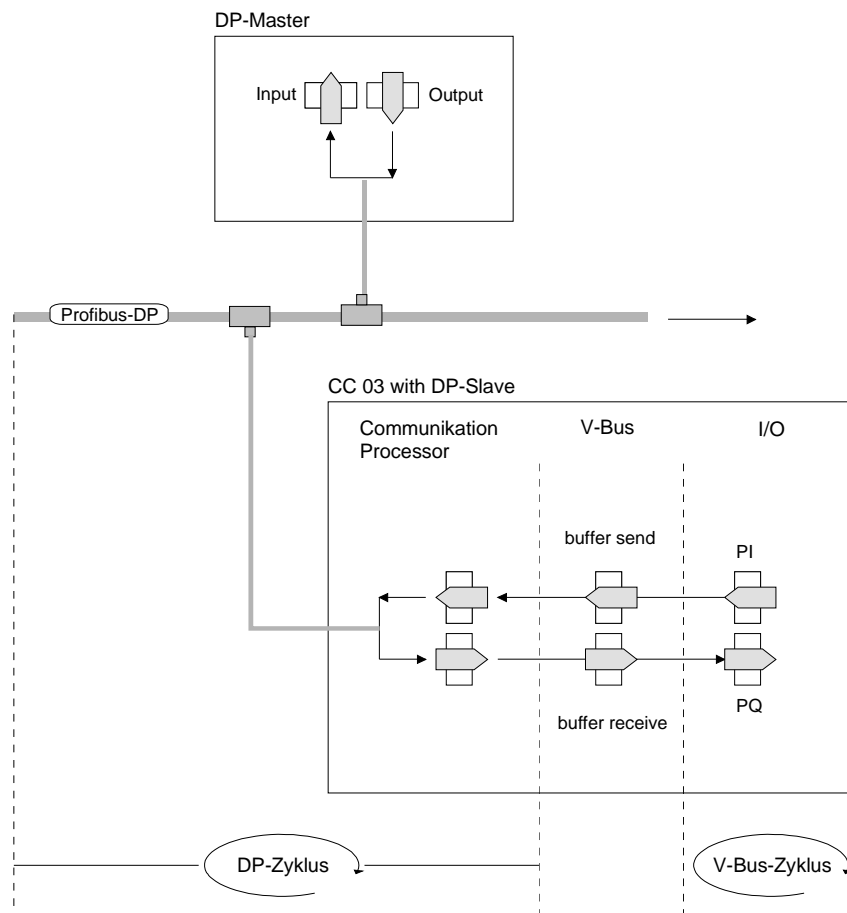 DP-Master
Input
Output
Profibus-DP
CC 03 with DP-Slave
Communikation
Processor
V-Bus
I/O
buffer send
PI
buffer receive
PQ
DP-Zyklus
V-Bus-Zyklus